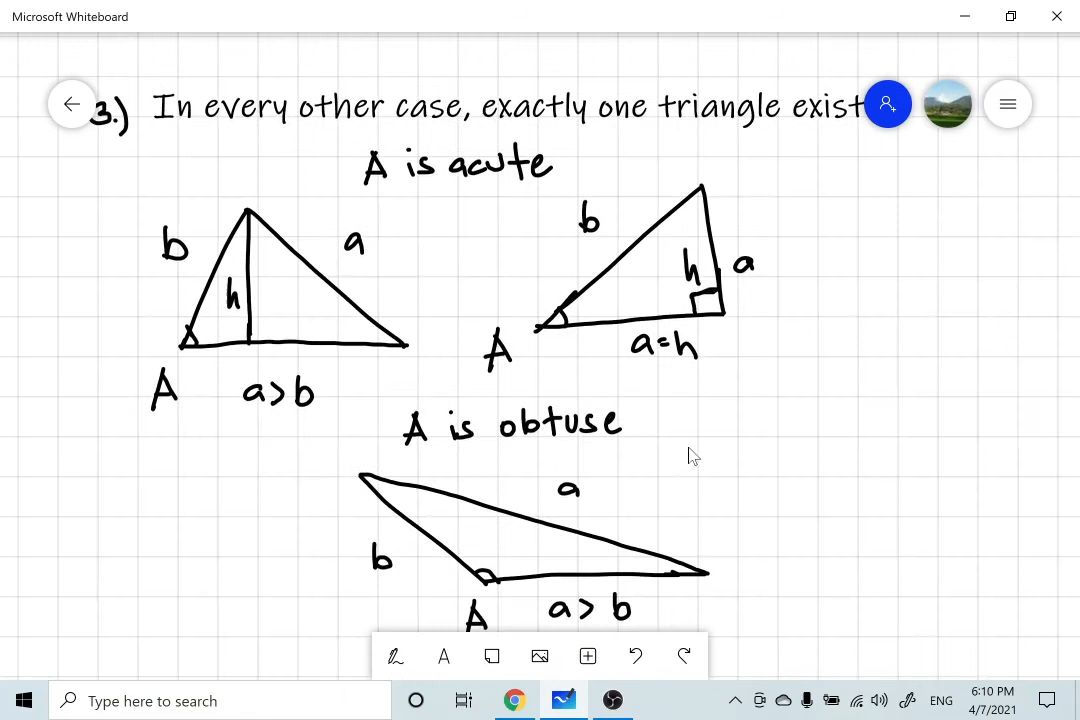 Microsoft Whiteboard
3.) In every other case, exactly one triangle exist
A is acute
b
a
h
A
a>b
b
h
a
A
a=h
A is obtuse
a
b
A
a > b
A
Type here to search
ENG
6:10 PM
4/7/2021